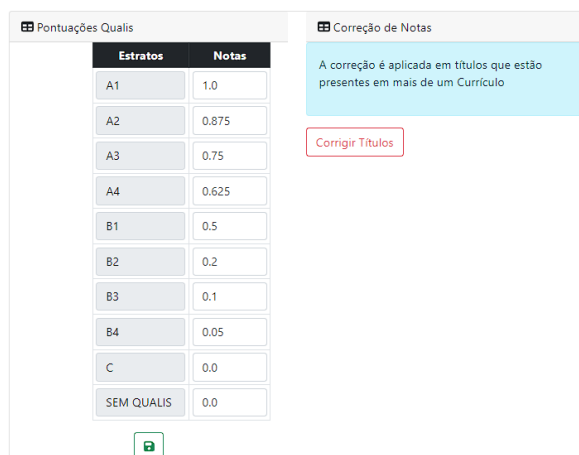 Pontuações Qualis
Estratos Notas
A1 1.0
A2 0.875
A3 0.75
A4 0.625
B1 0.5
B2 0.2
B3 0.1
B4 0.05
C 0.0
SEM QUALIS 0.0
Correção de Notas
A correção é aplicada em títulos que estão
presentes em mais de um Currículo
Corrigir Títulos